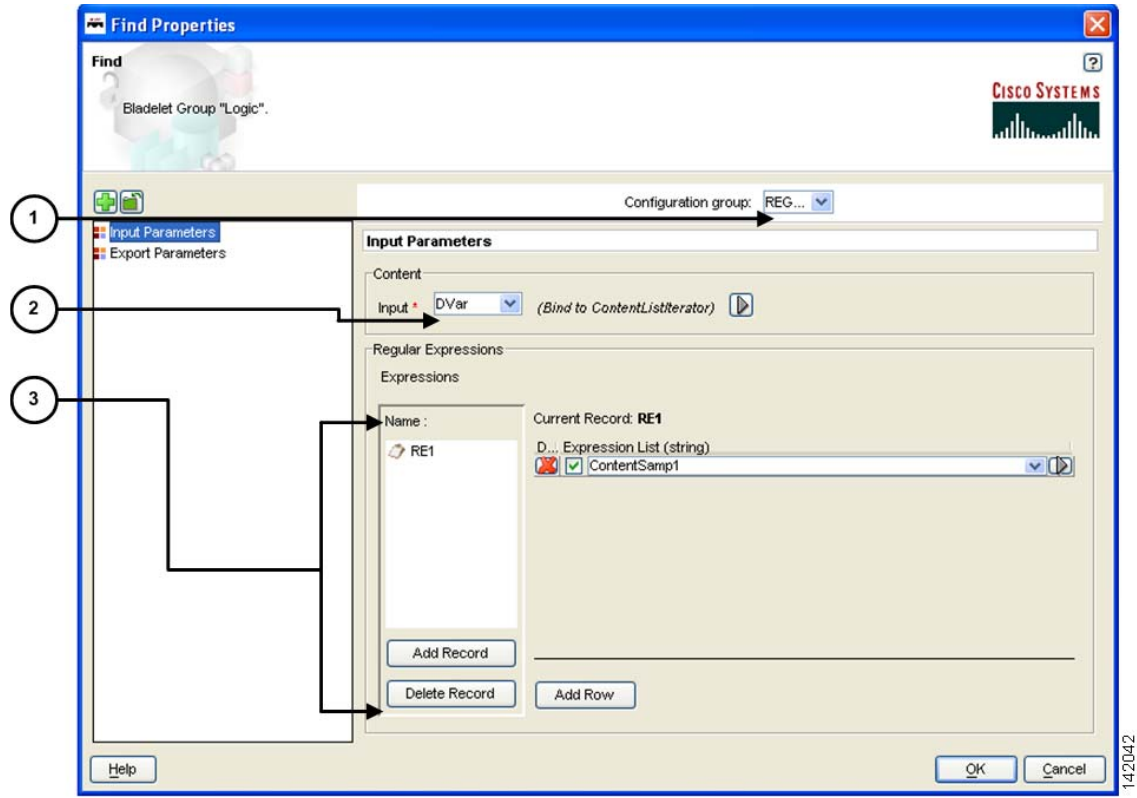 Find Properties
Find
?
Bladelet Group "Logic".
CISCO SYSTEMS
1
Configuration group: REG...
Input Parameters
Export Parameters
Input Parameters
Content
2
Input * DVar (Bind to ContentListIterator)
Regular Expressions
Expressions
3
Name :
Current Record: RE1
RE1
D... Expression List (string)
ContentSamp1
Add Record
Delete Record
Add Row
Help
OK
Cancel
142042